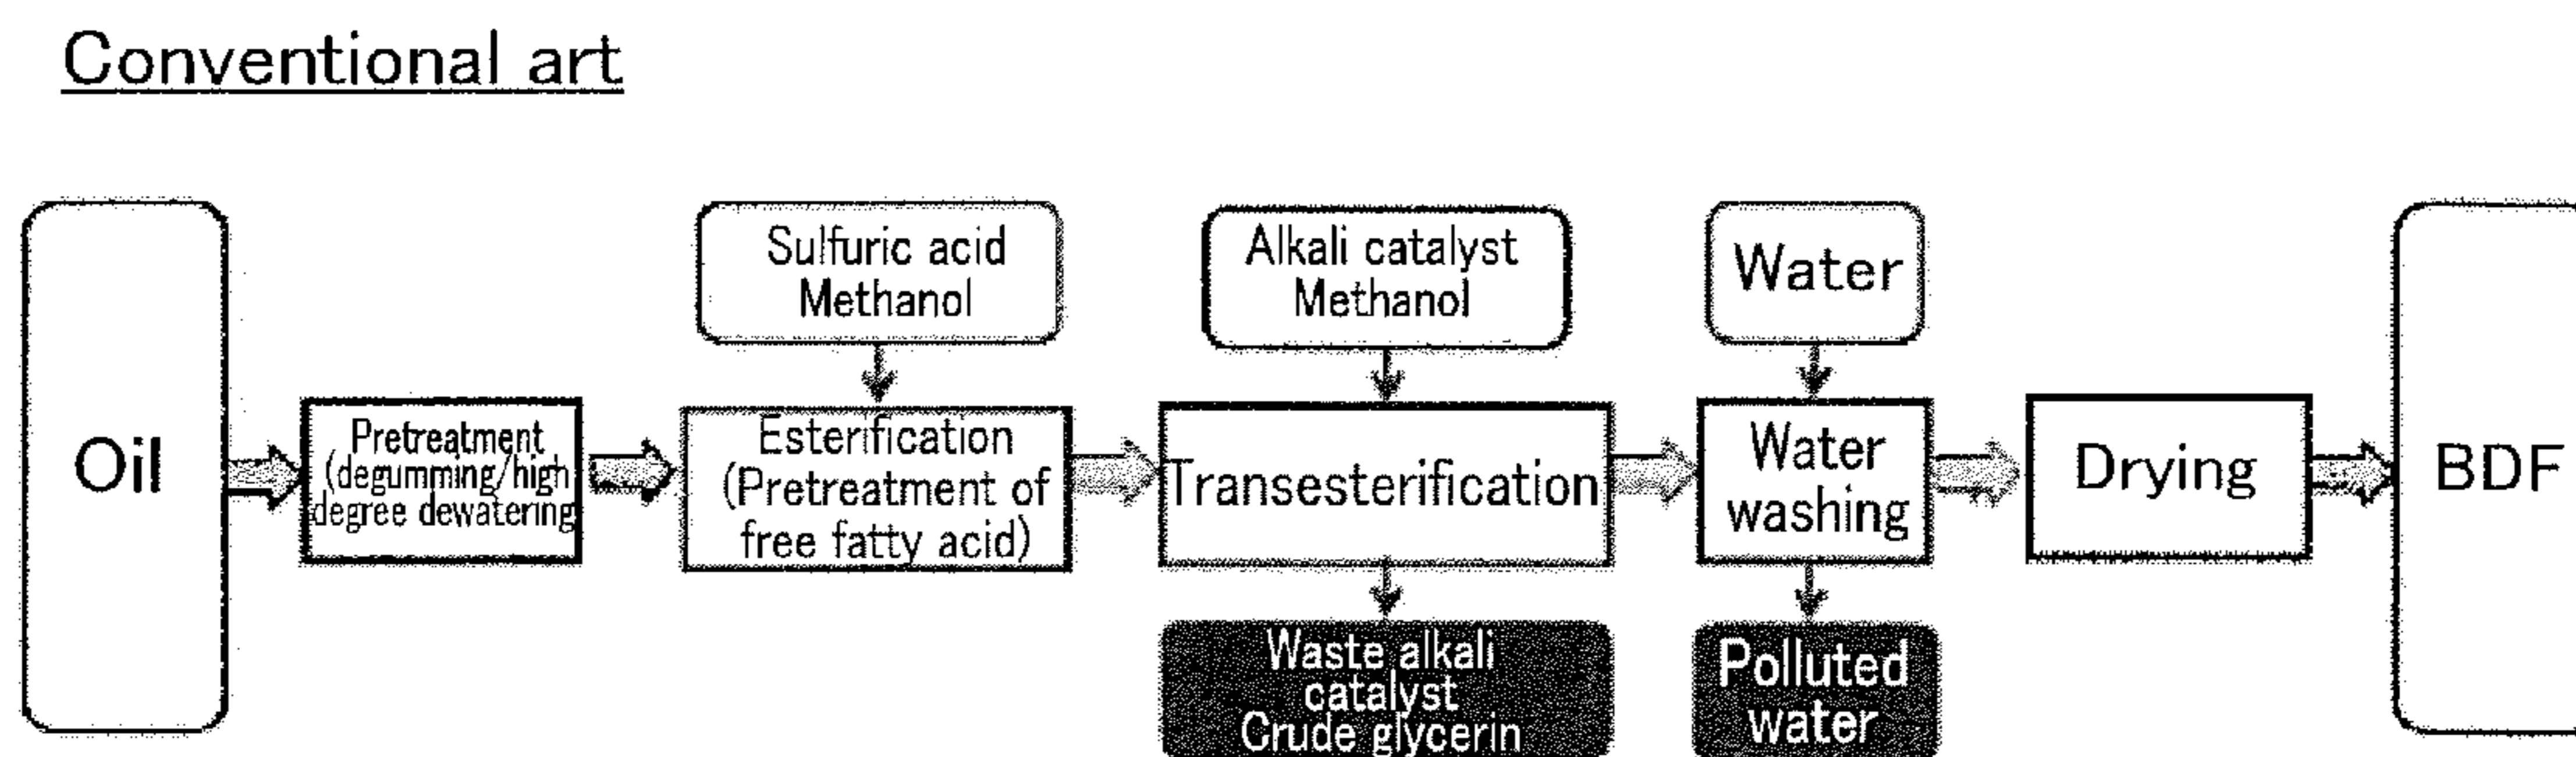 Conventional art
Oil
Pretreatment
(degumming/high
degree dewatering
Sulfuric acid
Methanol
Esterification
(Pretreatment of
free fatty acid)
Alkali catalyst
Methanol
Transesterification
Waste alkali
catalyst
Crude glycerin
Water
Water
washing
Polluted
water
Drying
BDF